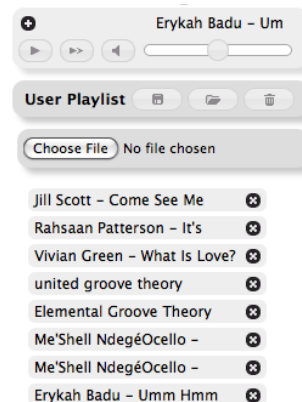 Erykah Badu - Um
User Playlist
Choose File No file chosen
Jill Scott - Come See Me
Rahsaan Patterson - It's
Vivian Green - What Is Love?
united groove theory
Elemental Groove Theory
Me'Shell NdegéOcello -
Me'Shell NdegéOcello -
Erykah Badu - Umm Hmm